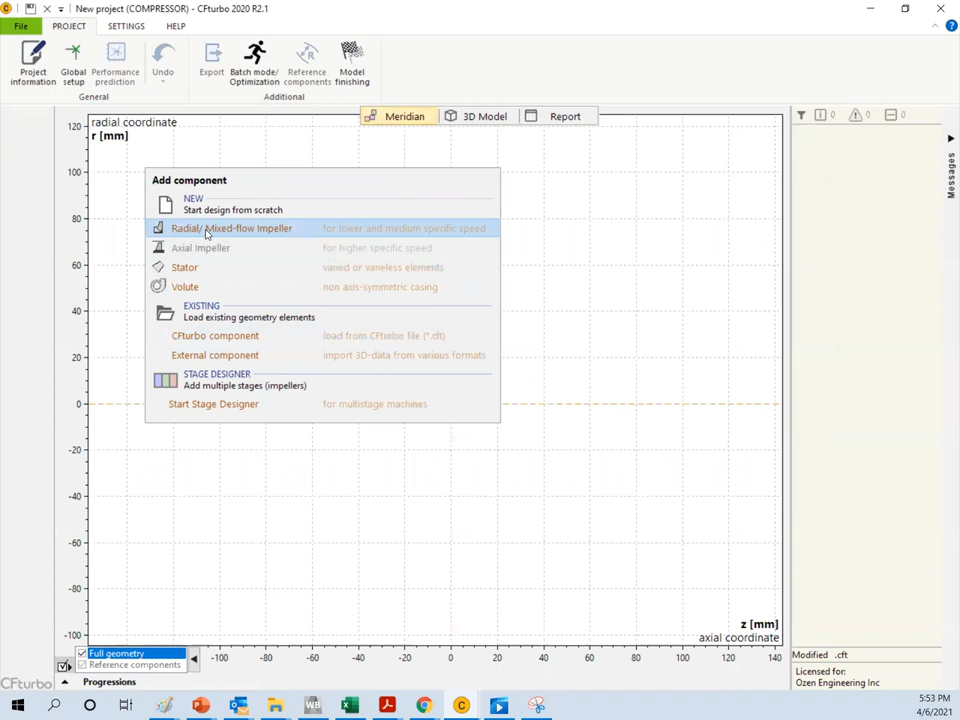 New project (COMPRESSOR) - CFturbo 2020 R2.1
File PROJECT SETTINGS HELP
Project information
Global setup
Performance prediction
Undo
Export
Batch mode/ Optimization
Reference components
Model finishing
General
Additional
Meridian 3D Model Report
0 0 0
Messages
radial coordinate
r [mm]
120
100
80
60
40
20
0
-20
-40
-60
-80
-100
Add component
NEW
Start design from scratch
Radial/ Mixed-flow Impeller for lower and medium specific speed
Axial Impeller for higher specific speed
Stator vaned or vaneless elements
Volute non axis-symmetric casing
EXISTING
Load existing geometry elements
CFturbo component load from CFturbo file (*.cft)
External component import 3D-data from various formats
STAGE DESIGNER
Add multiple stages (impellers)
Start Stage Designer for multistage machines
z [mm]
axial coordinate
Full geometry
Reference components
-100 -80 -60 -40 -20 0 20 40 60 80 100 120 140
Modified .cft
Licensed for:
Ozen Engineering Inc
CFturbo
Progressions
WB
5:53 PM
4/6/2021